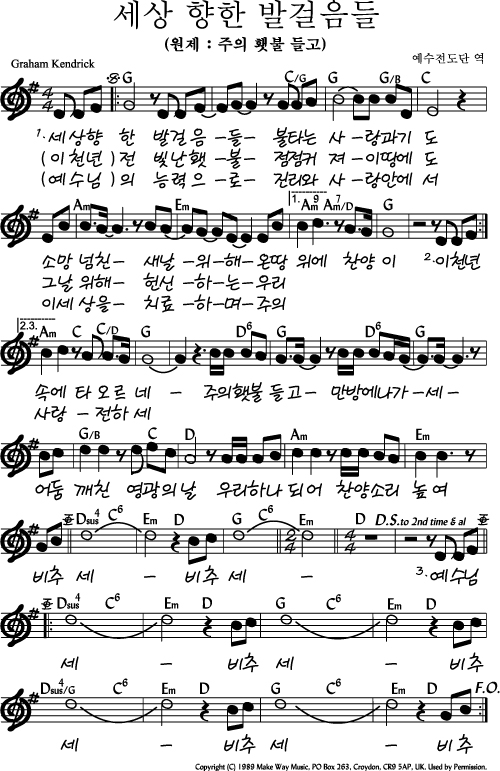 세상 향한 발걸음들
(원제 : 주의 횃불 들고)
Graham Kendrick 예수전도단 역
G C/G G G/B C
1. 세상향 한 발걸음-들- 불타는 사-랑과기 도
(이천년)전 빛난횃-불- 점점커 져-이땅에 도
(예수님)의 능력으-로- 진리와 사-랑안에 서
Am Em 1. Am9 Am7/D G
소망 넘친- 새날-위-해-온땅 위에 찬양 이 2.이천년
그날 위해- 헌신-하-는-우리
이세 상을- 치료-하-며-주의
2.3. Am C C/D G D6 G D6
속에 타 오르 네 - 주의횃불 들고- 만방에나가-세-
사랑 -전하 세
G G/B C D Am Em
어둠 깨친 영광의 날 우리하나 되어 찬양소리 높 여
Dsus4 C6 Em D G C6 Em D D.S. to 2nd time & al
비추 세 - 비추 세 - 3.예수님
Dsus4 C6 Em D G C6 Em D
세 - 비추 세 - 비추
Dsus4/G C6 Em D G C6 Em D G F.O.
세 - 비추 세 - 비추 세
Copyright (C) 1989 Make Way Music, PO Box 263, Croydon, CR9 5AP, UK. Used by Permission.